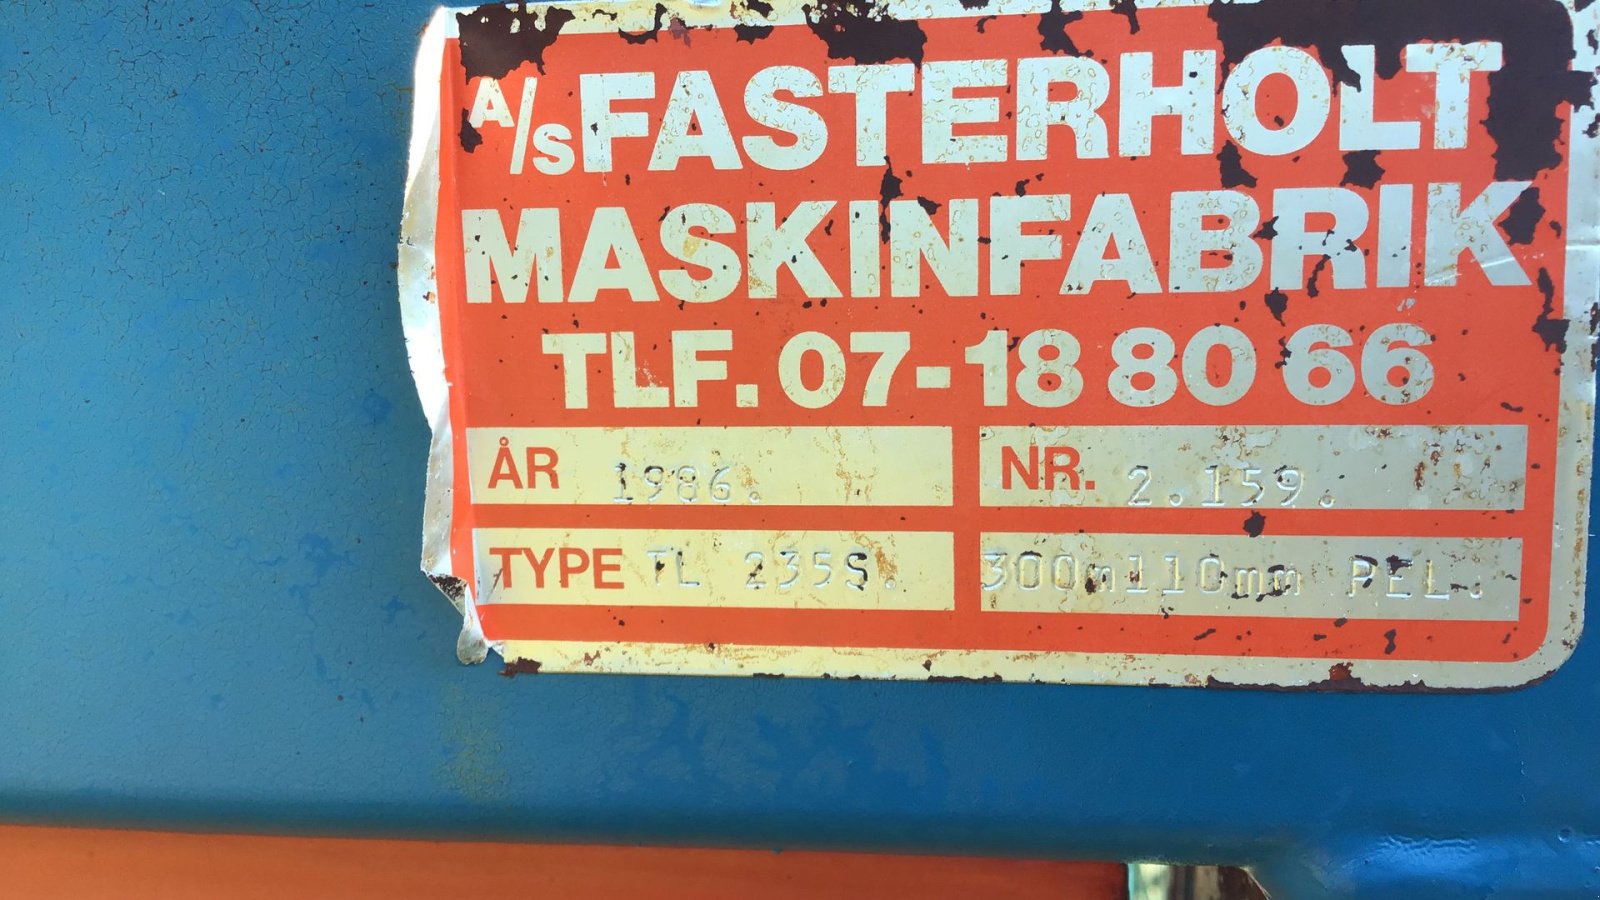 A/S FASTERHOLT
MASKINFABRIK
TLF. 07-18 80 66
ÅR 1986. NR. 2.159.
TYPE TL 235S. 300m110mm PEL.